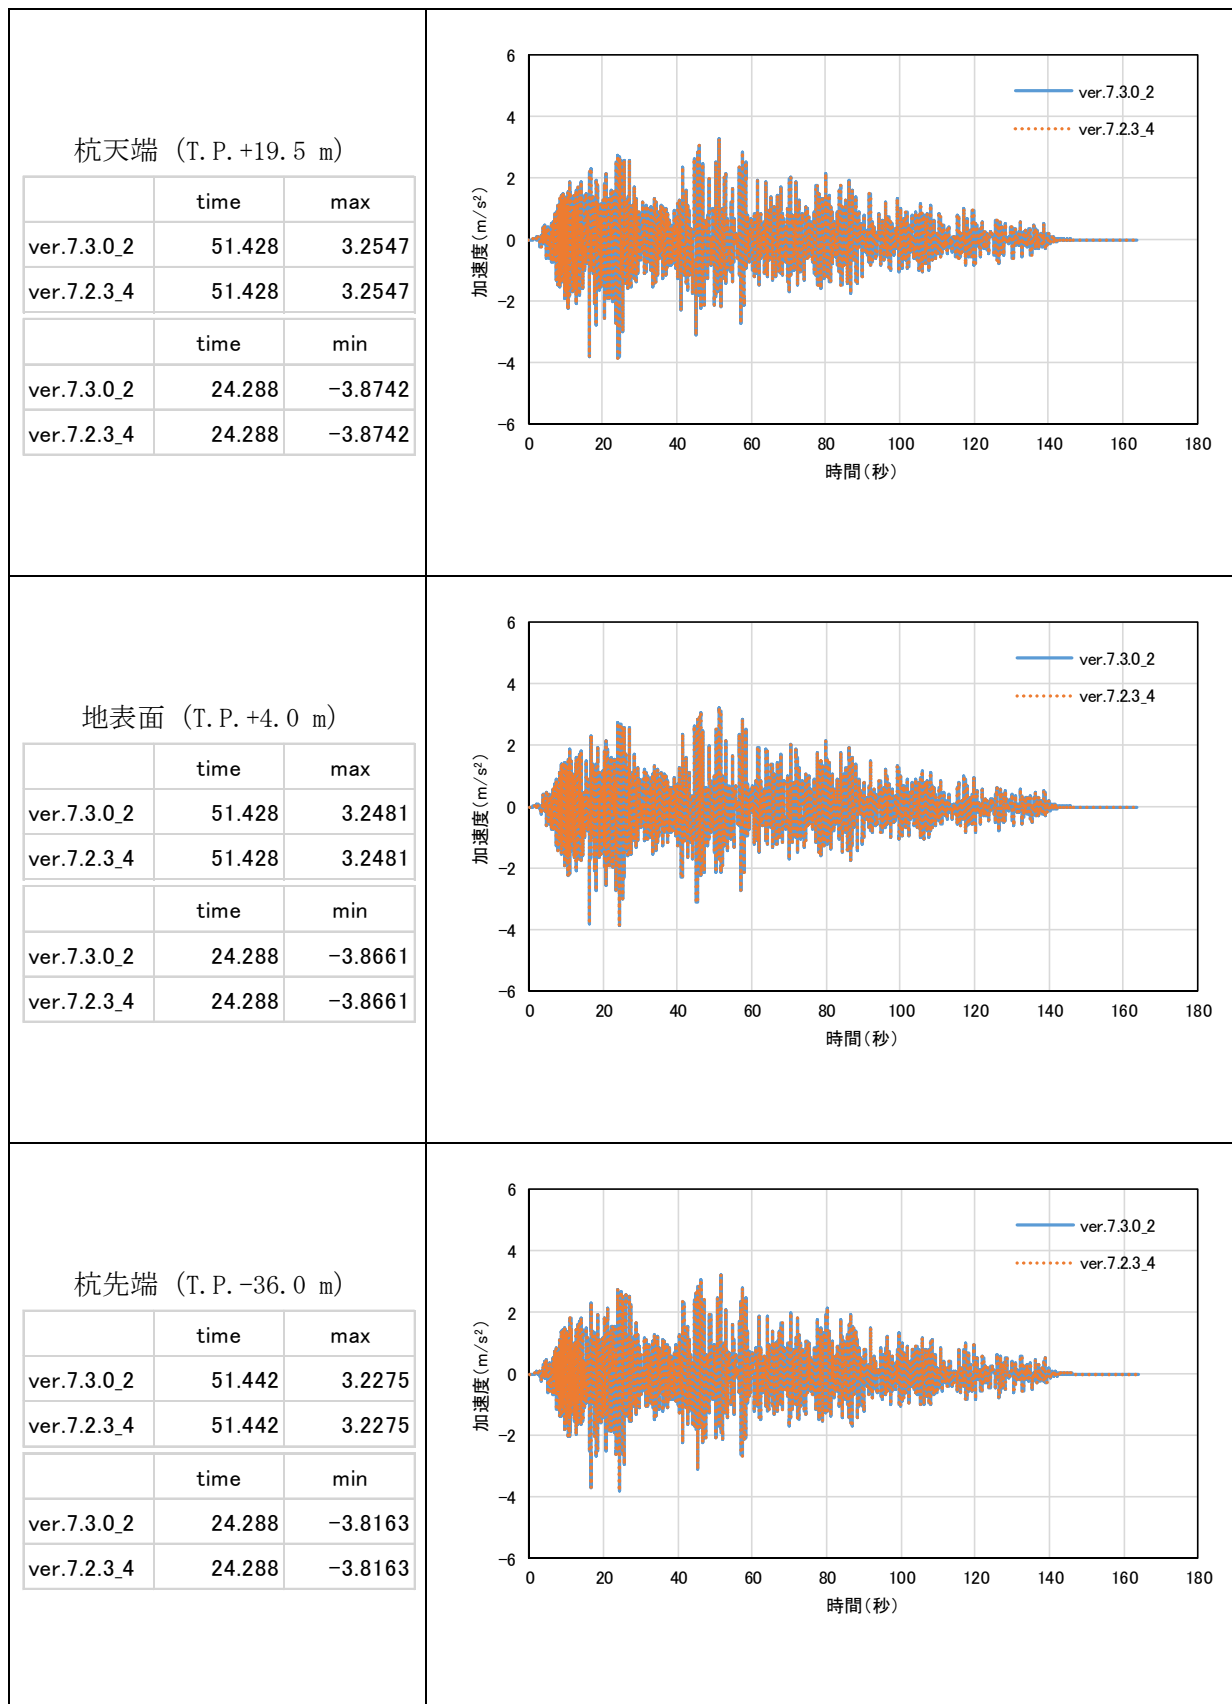 杭天端 (T.P.+19.5 m)
time max
ver.7.3.0_2 51.428 3.2547
ver.7.2.3_4 51.428 3.2547
time min
ver.7.3.0_2 24.288 −3.8742
ver.7.2.3_4 24.288 −3.8742
6
4
2
0
−2
−4
−6
加速度(m/s²)
ver.7.3.0_2
ver.7.2.3_4
0 20 40 60 80 100 120 140 160 180
時間(秒)
地表面 (T.P.+4.0 m)
time max
ver.7.3.0_2 51.428 3.2481
ver.7.2.3_4 51.428 3.2481
time min
ver.7.3.0_2 24.288 −3.8661
ver.7.2.3_4 24.288 −3.8661
6
4
2
0
−2
−4
−6
加速度(m/s²)
ver.7.3.0_2
ver.7.2.3_4
0 20 40 60 80 100 120 140 160 180
時間(秒)
杭先端 (T.P.-36.0 m)
time max
ver.7.3.0_2 51.442 3.2275
ver.7.2.3_4 51.442 3.2275
time min
ver.7.3.0_2 24.288 −3.8163
ver.7.2.3_4 24.288 −3.8163
6
4
2
0
−2
−4
−6
加速度(m/s²)
ver.7.3.0_2
ver.7.2.3_4
0 20 40 60 80 100 120 140 160 180
時間(秒)